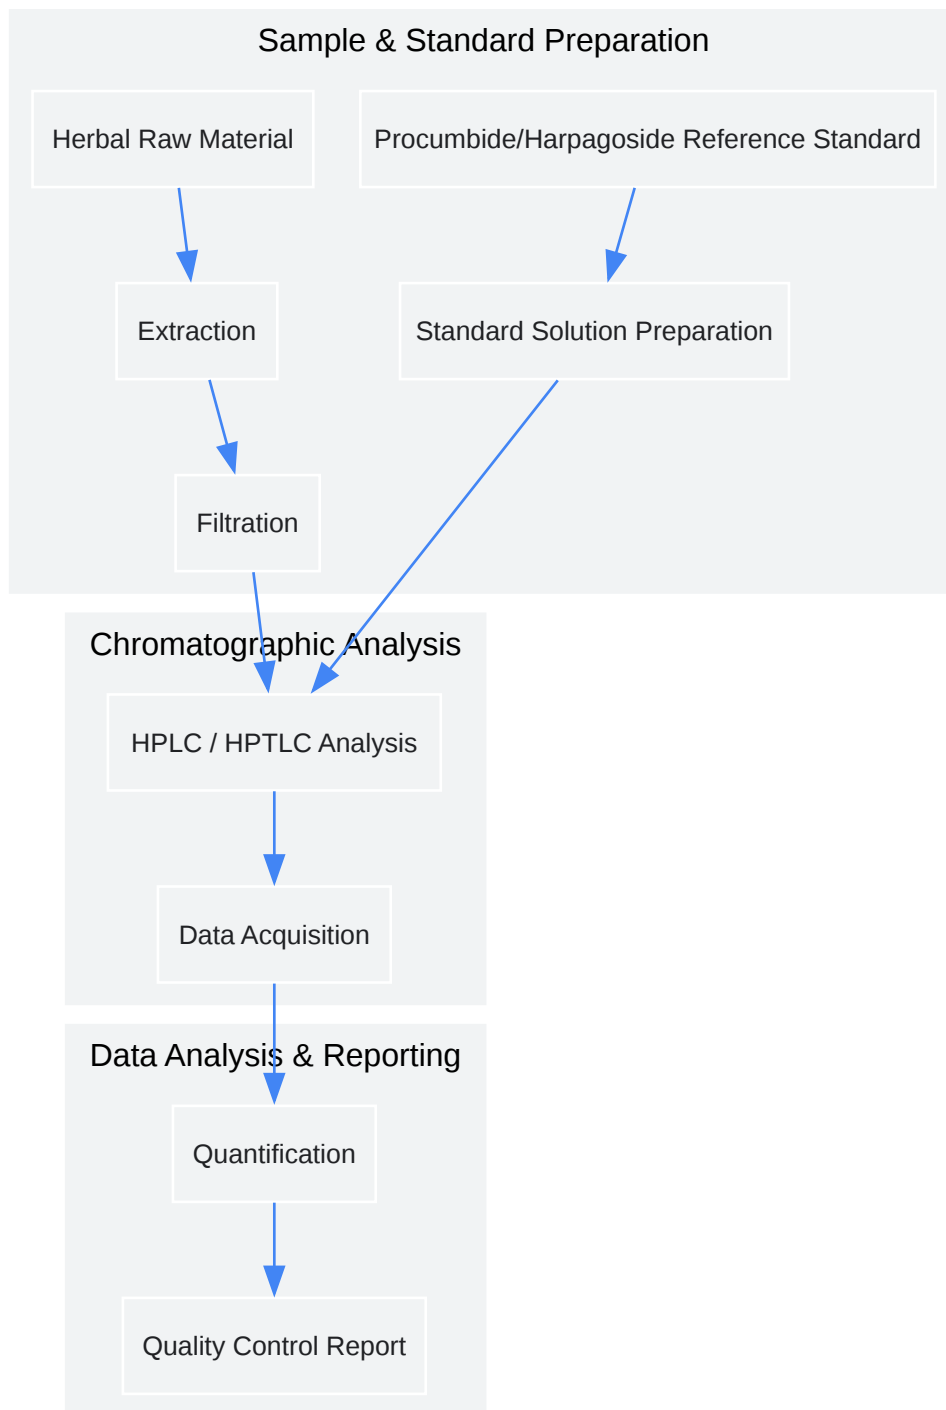 Sample & Standard Preparation
Herbal Raw Material
Procumbide/Harpagoside Reference Standard
Extraction
Standard Solution Preparation
Filtration
Chromatographic Analysis
HPLC / HPTLC Analysis
Data Acquisition
Data Analysis & Reporting
Quantification
Quality Control Report